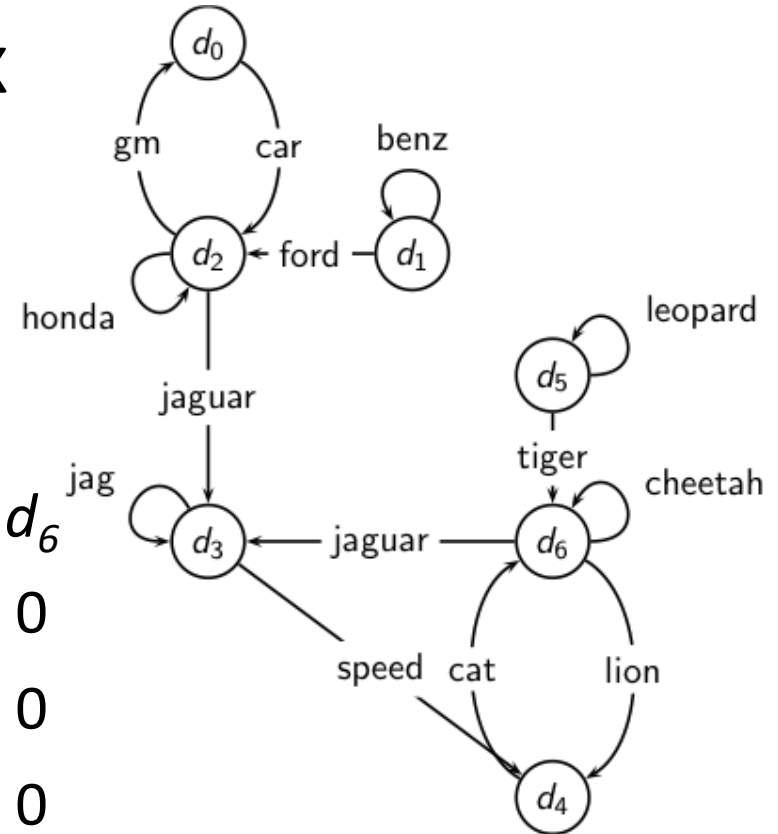 x
d0
gm car benz
d2 ford d1
honda leopard
d5
jaguar
tiger
jag cheetah
d6 d3 jaguar d6
0
speed cat lion
0
0 d4